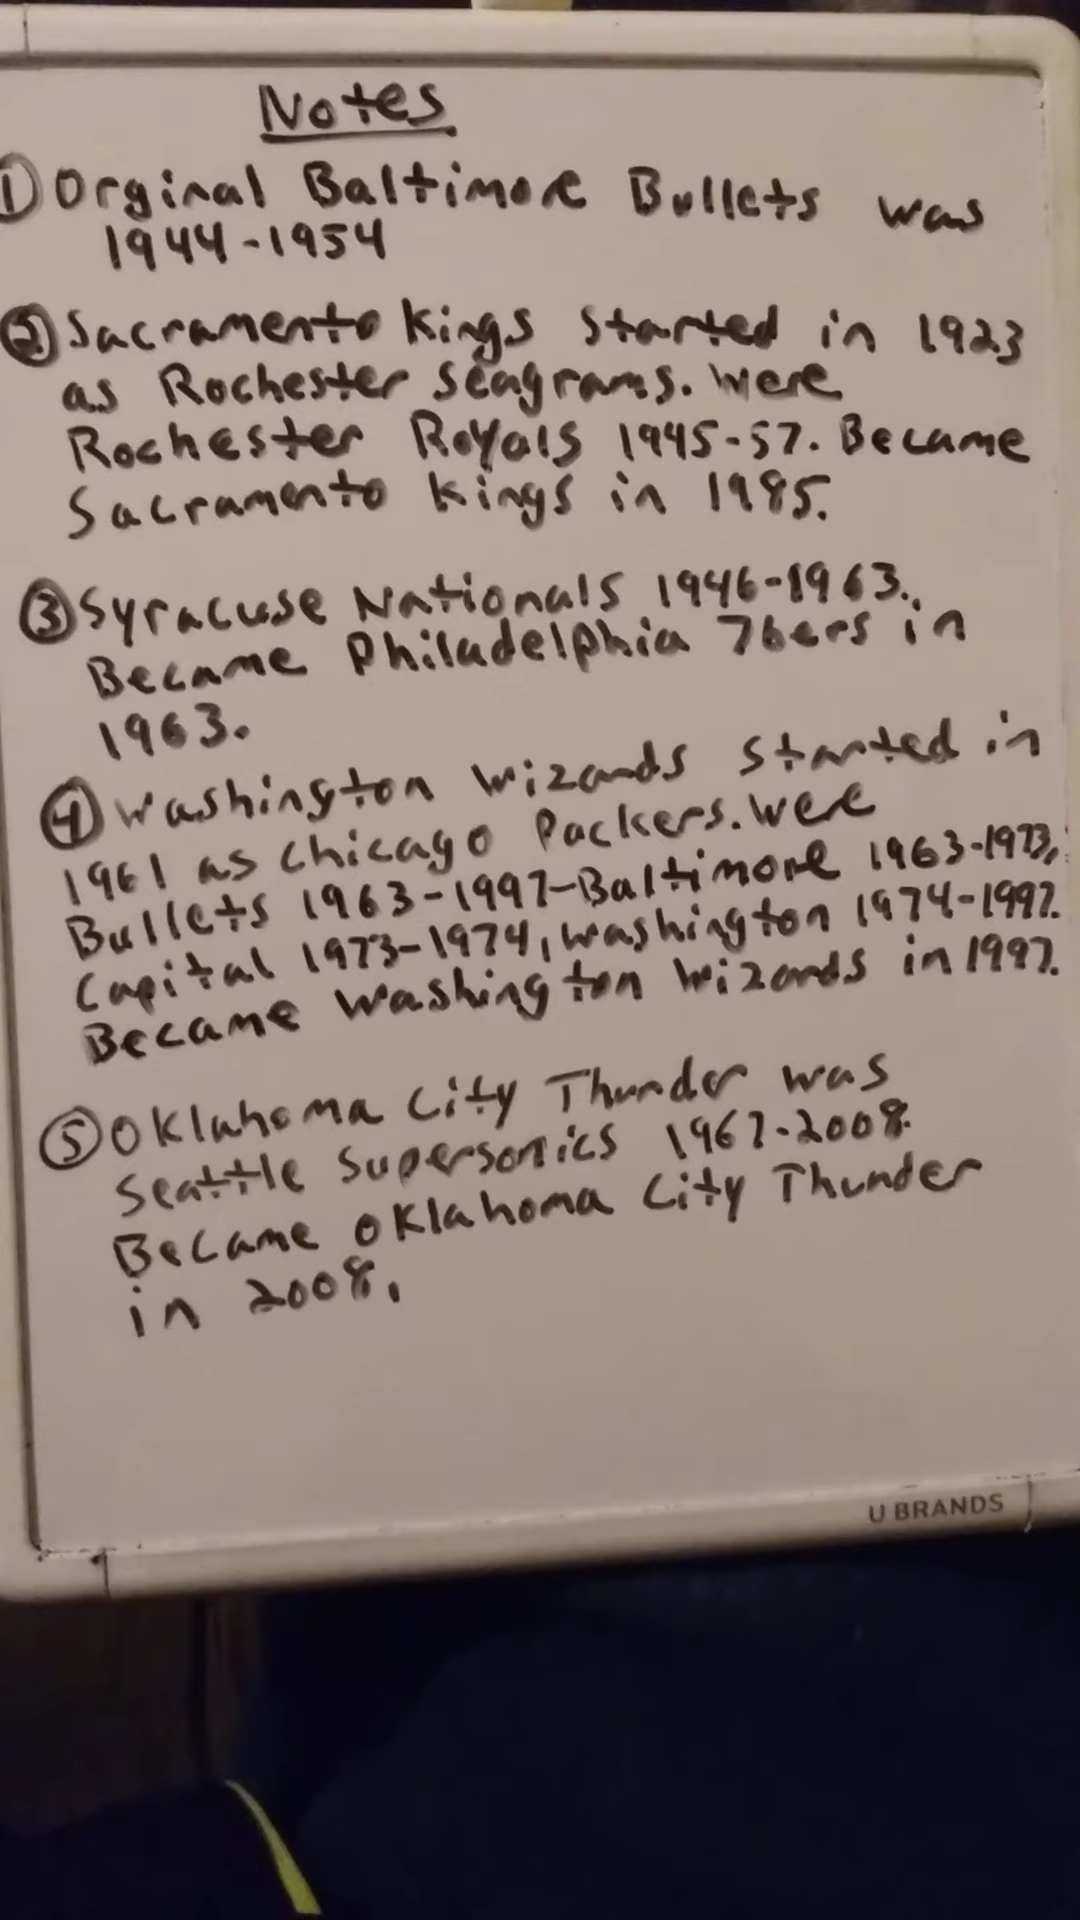 Notes
① Orginal Baltimore Bullets was
1944-1954
② Sacramento Kings started in 1923
as Rochester Seagrams. Were
Rochester Royals 1945-57. Became
Sacramento Kings in 1985.
③ Syracuse Nationals 1946-1963.
Became Philadelphia 76ers in
1963.
④ Washington Wizards started in
1961 as Chicago Packers. Were
Bullets 1963-1997-Baltimore 1963-1973,
Capital 1973-1974, Washington 1974-1997.
Became Washington Wizards in 1997.
⑤ Oklahoma City Thunder was
Seattle Supersonics 1967-2008.
Became Oklahoma City Thunder
in 2008.
U BRANDS